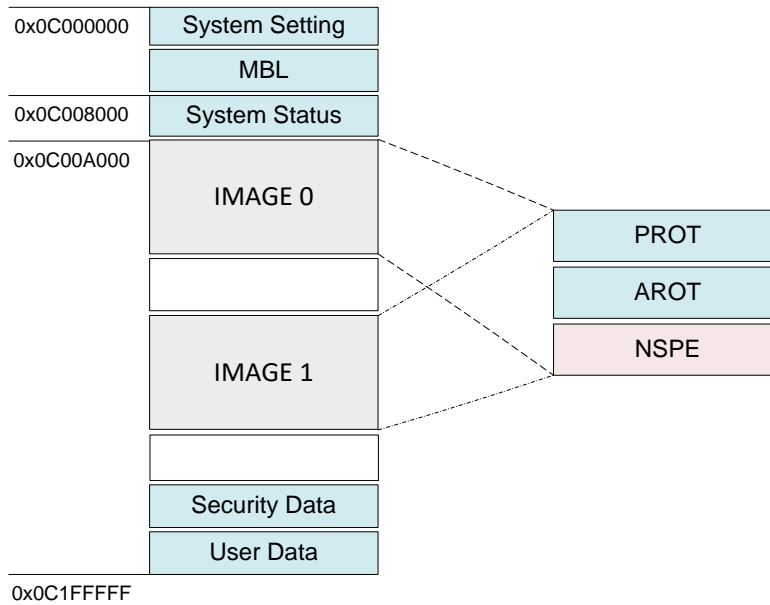 0x0C000000
System Setting
MBL
0x0C008000
System Status
0x0C00A000
IMAGE 0
PROT
AROT
NSPE
IMAGE 1
Security Data
User Data
0x0C1FFFFF